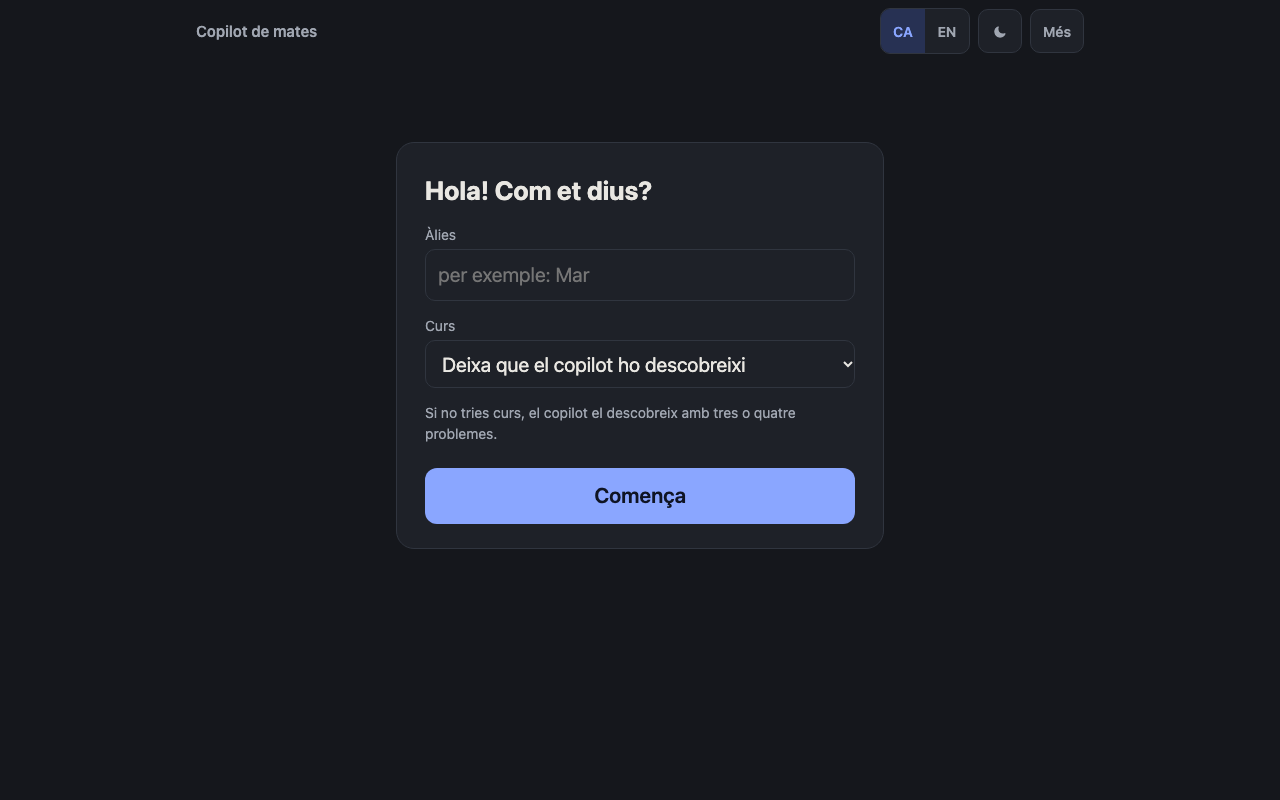 Copilot de mates
CA
EN
Més
Hola! Com et dius?
Àlies
per exemple: Mar
Curs
Deixa que el copilot ho descobreixi
Si no tries curs, el copilot el descobreix amb tres o quatre
problemes.
Comença